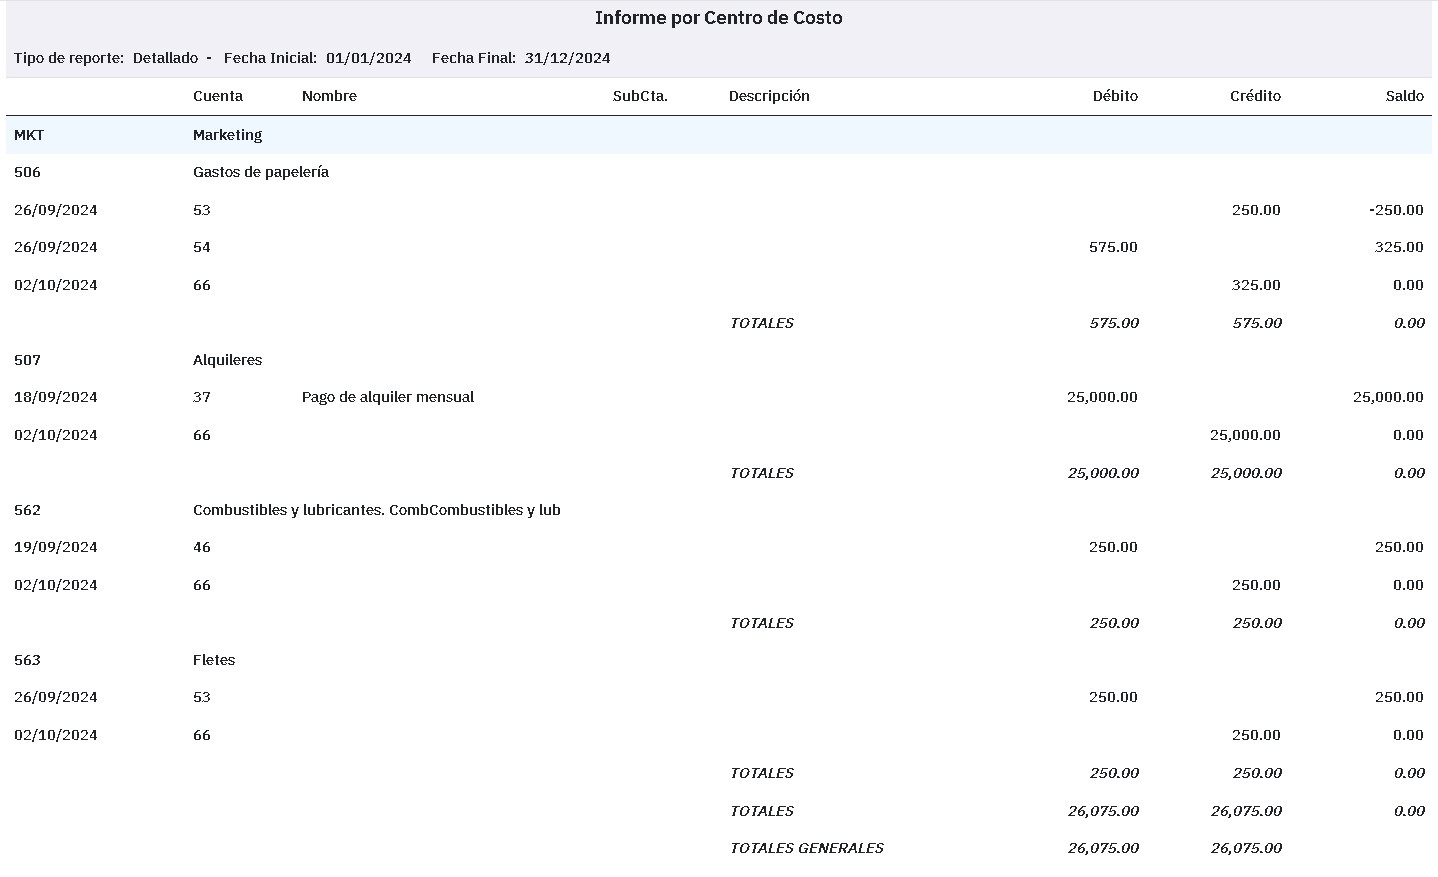 Informe por Centro de Costo
Tipo de reporte: Detallado - Fecha Inicial: 01/01/2024 Fecha Final: 31/12/2024
Cuenta Nombre SubCta. Descripción Débito Crédito Saldo
MKT Marketing
506 Gastos de papelería
26/09/2024 53 250.00 -250.00
26/09/2024 54 575.00 325.00
02/10/2024 66 325.00 0.00
TOTALES 575.00 575.00 0.00
507 Alquileres
18/09/2024 37 Pago de alquiler mensual 25,000.00 25,000.00
02/10/2024 66 25,000.00 0.00
TOTALES 25,000.00 25,000.00 0.00
562 Combustibles y lubricantes. CombCombustibles y lub
19/09/2024 46 250.00 250.00
02/10/2024 66 250.00 0.00
TOTALES 250.00 250.00 0.00
563 Fletes
26/09/2024 53 250.00 250.00
02/10/2024 66 250.00 0.00
TOTALES 250.00 250.00 0.00
TOTALES 26,075.00 26,075.00 0.00
TOTALES GENERALES 26,075.00 26,075.00